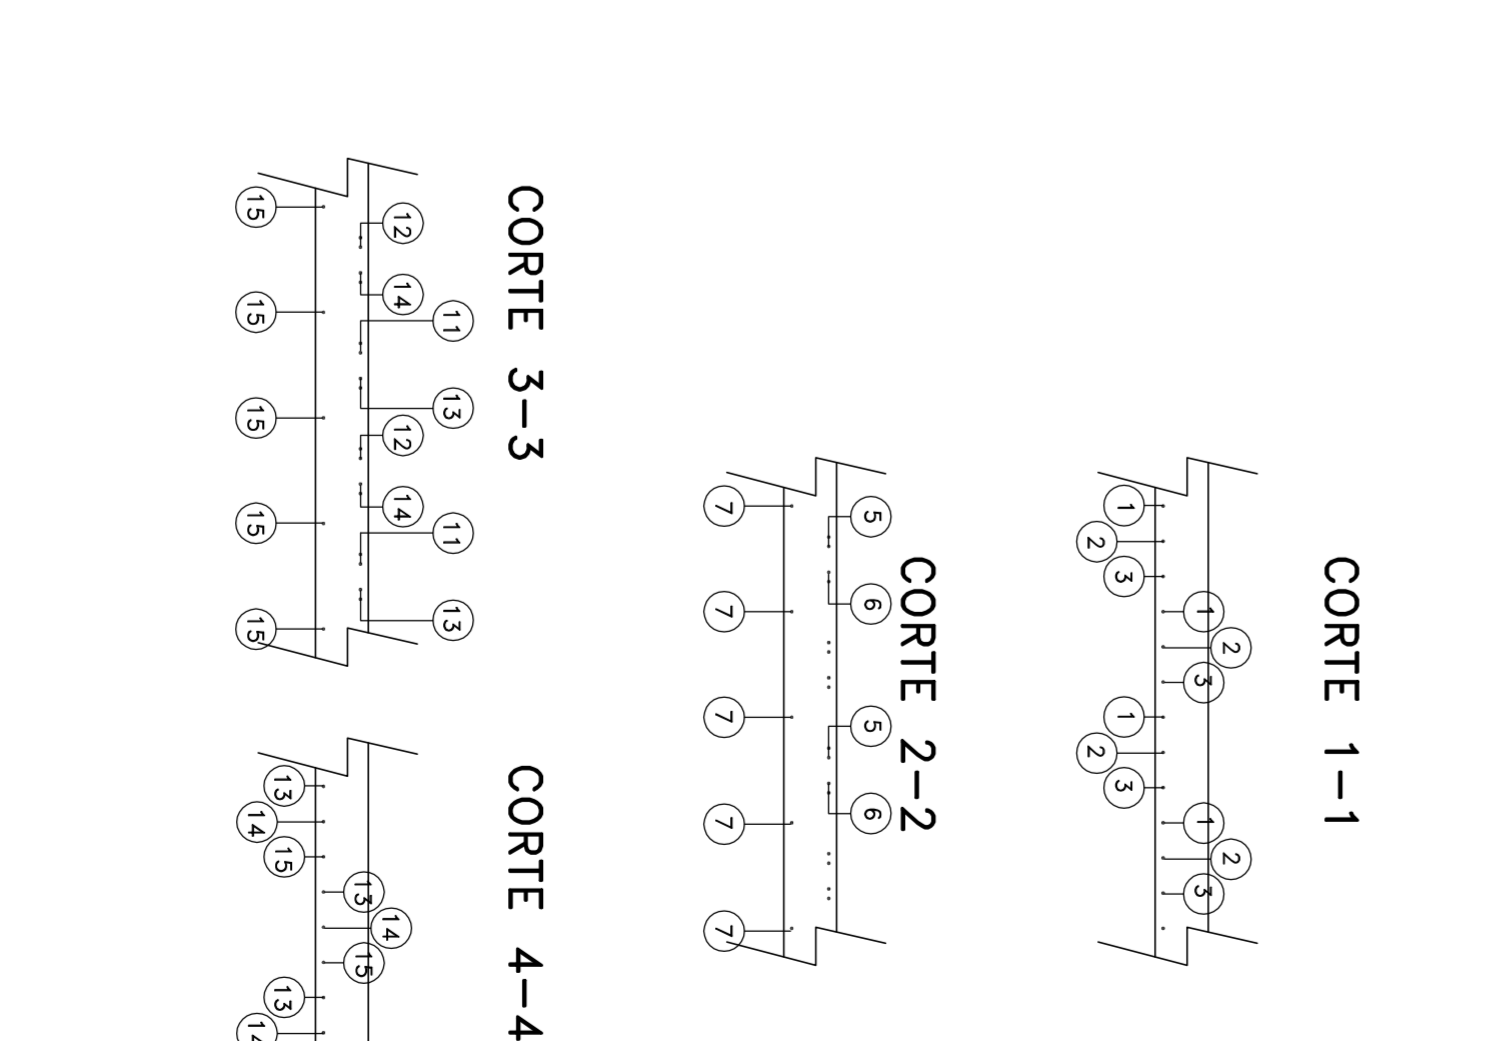 CORTE 1-1
2 2
1 3 1 3
1 3 1 3
2 2
CORTE 2-2
5 6 5 6
7 7 7 7 7
CORTE 3-3
11 13 11 13
12 14 12 14
15 15 15 15 15
CORTE 4-4
14
13 15
13 15 13
14 14